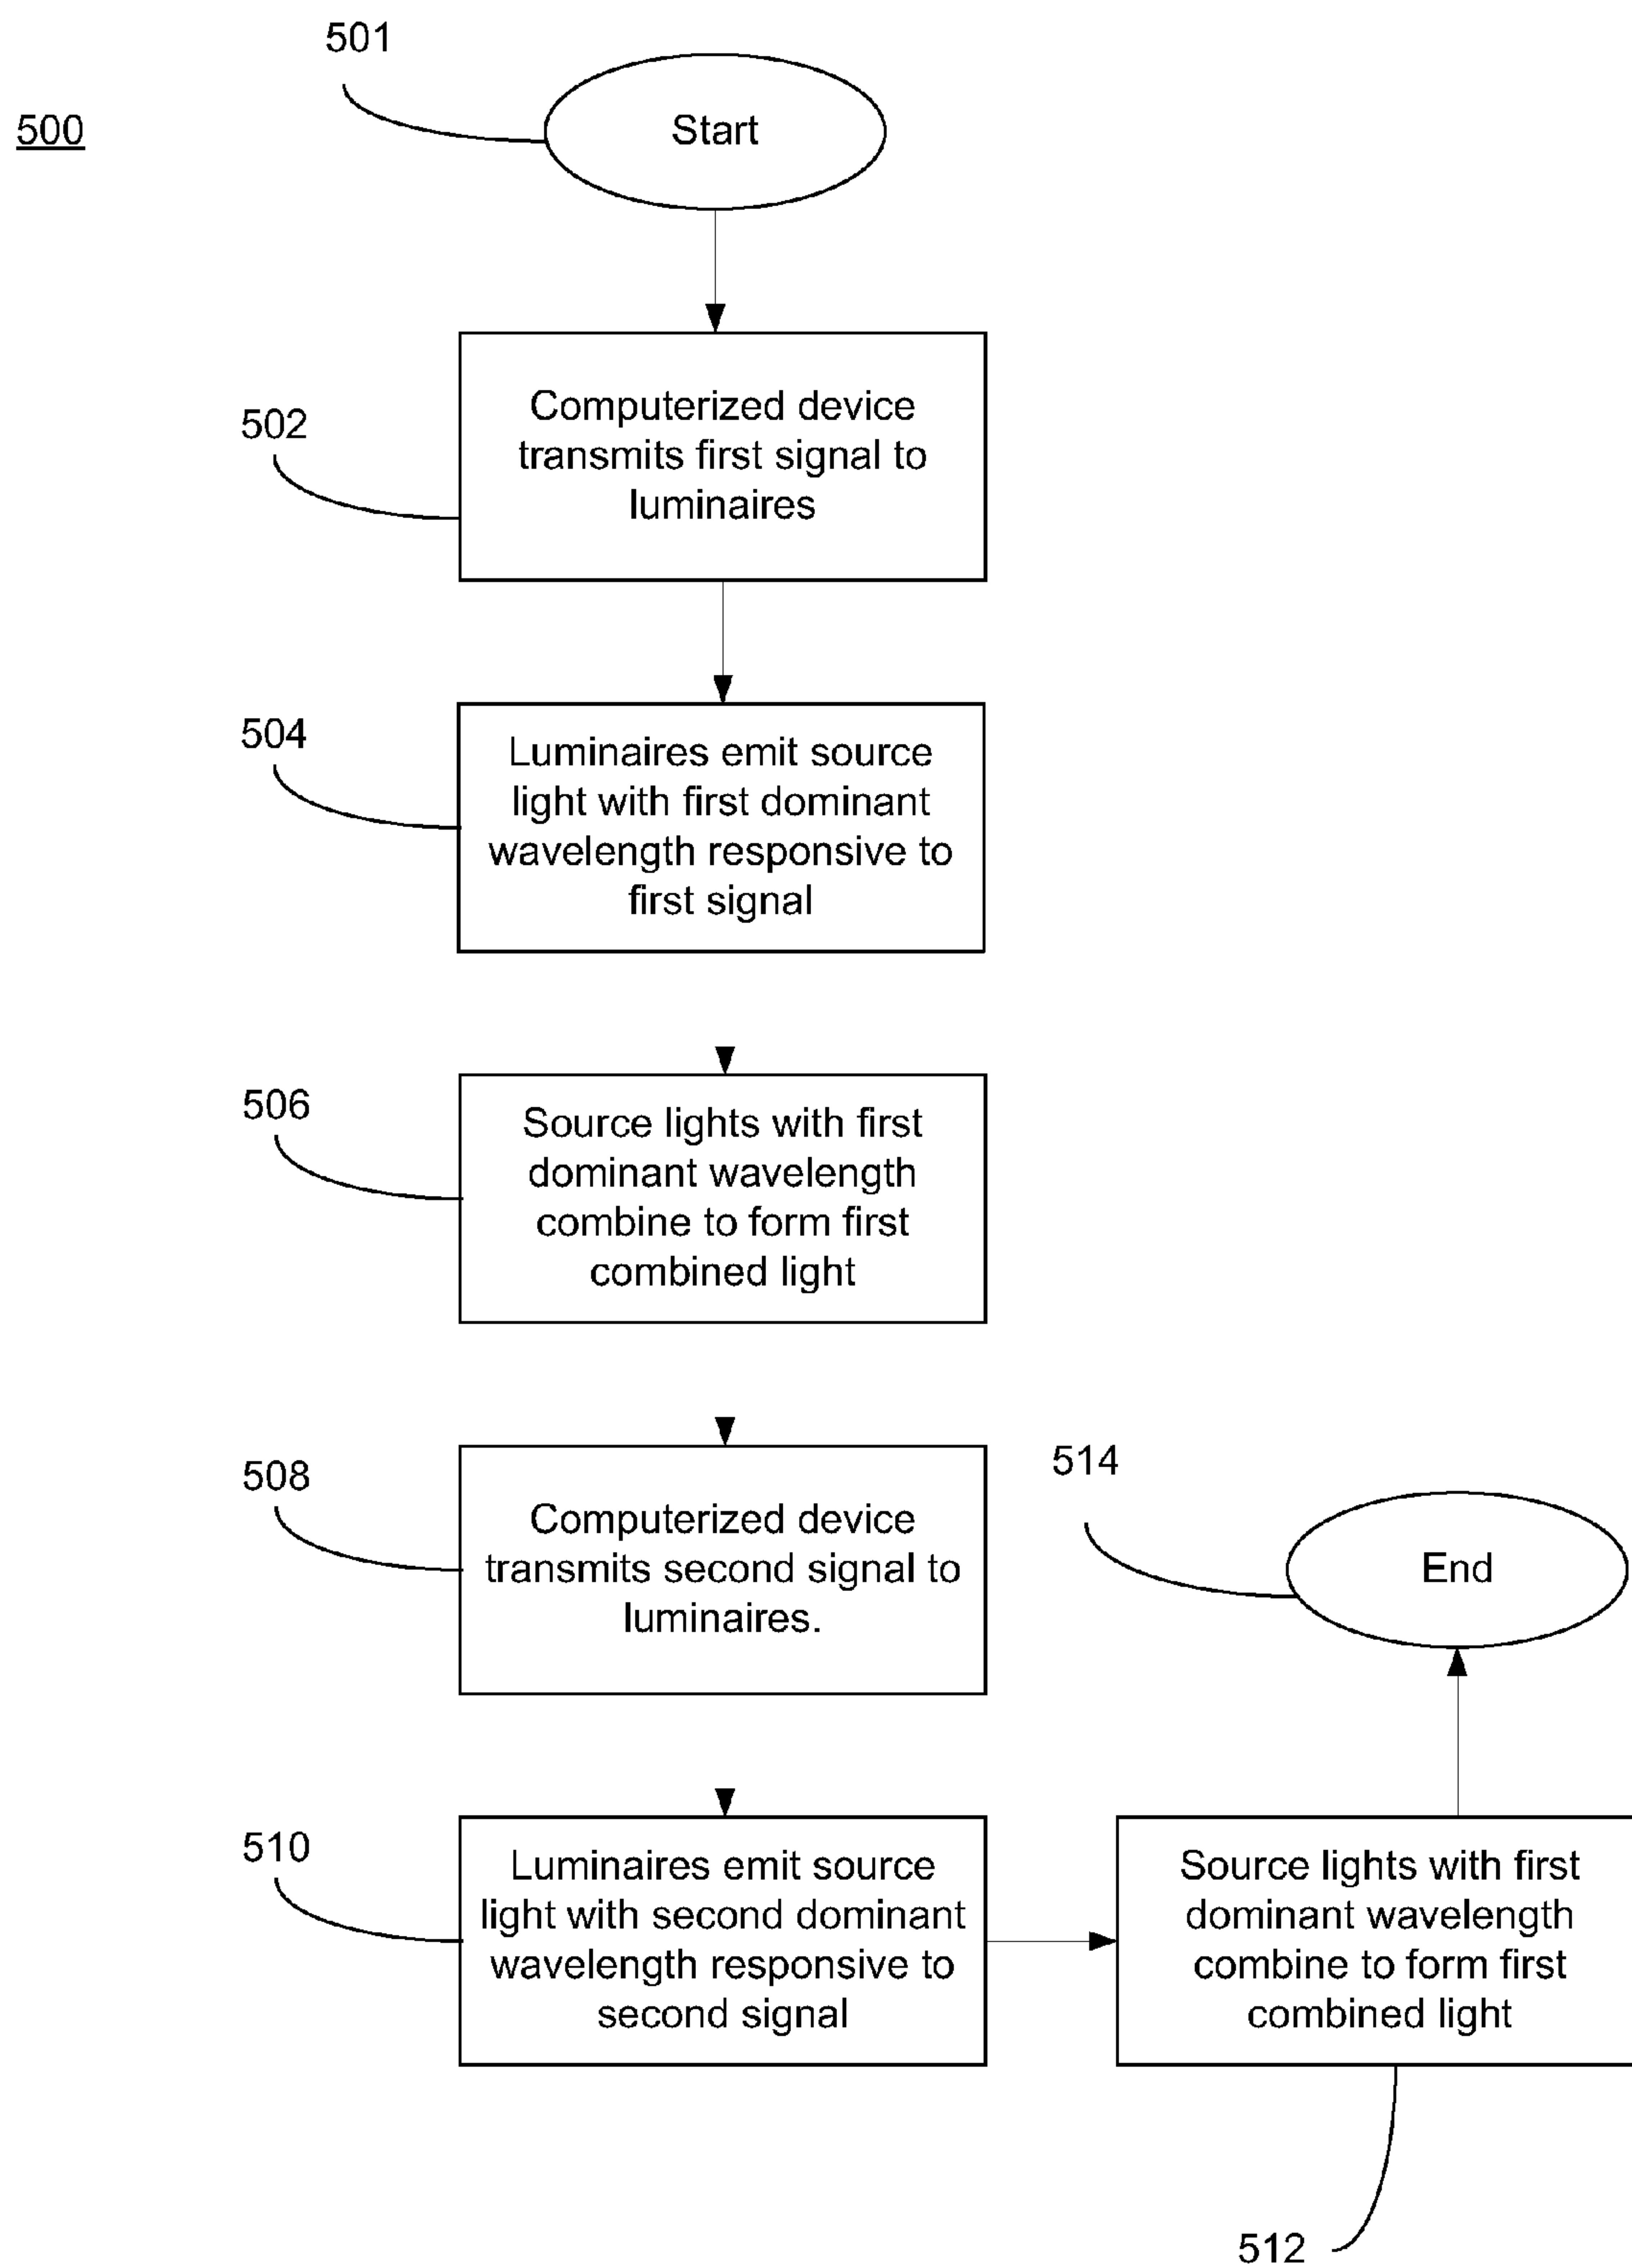 501
500
Start
502
Computerized device
transmits first signal to
luminaires
504
Luminaires emit source
light with first dominant
wavelength responsive to
first signal
506
Source lights with first
dominant wavelength
combine to form first
combined light
508
Computerized device
transmits second signal to
luminaires.
514
End
510
Luminaires emit source
light with second dominant
wavelength responsive to
second signal
Source lights with first
dominant wavelength
combine to form first
combined light
512